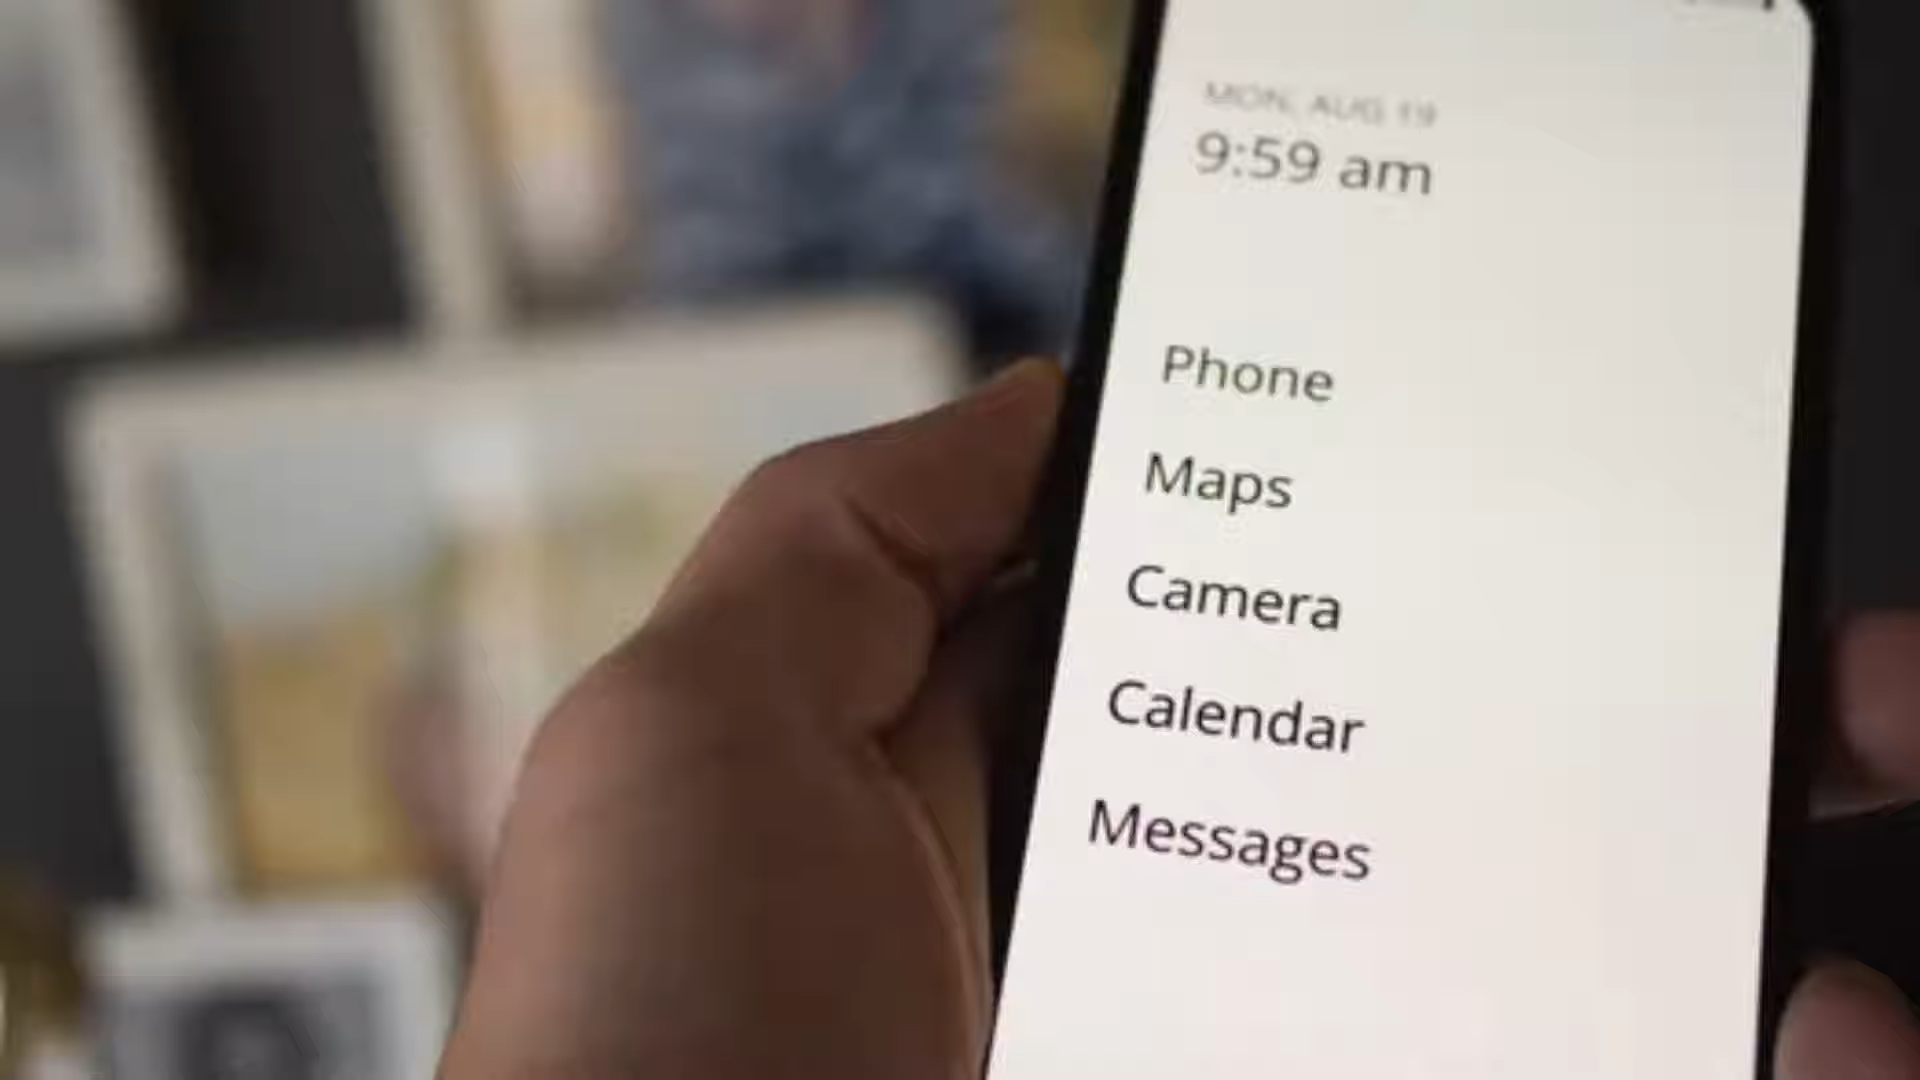 MON, AUG 19
9:59 am
Phone
Maps
Camera
Calendar
Messages